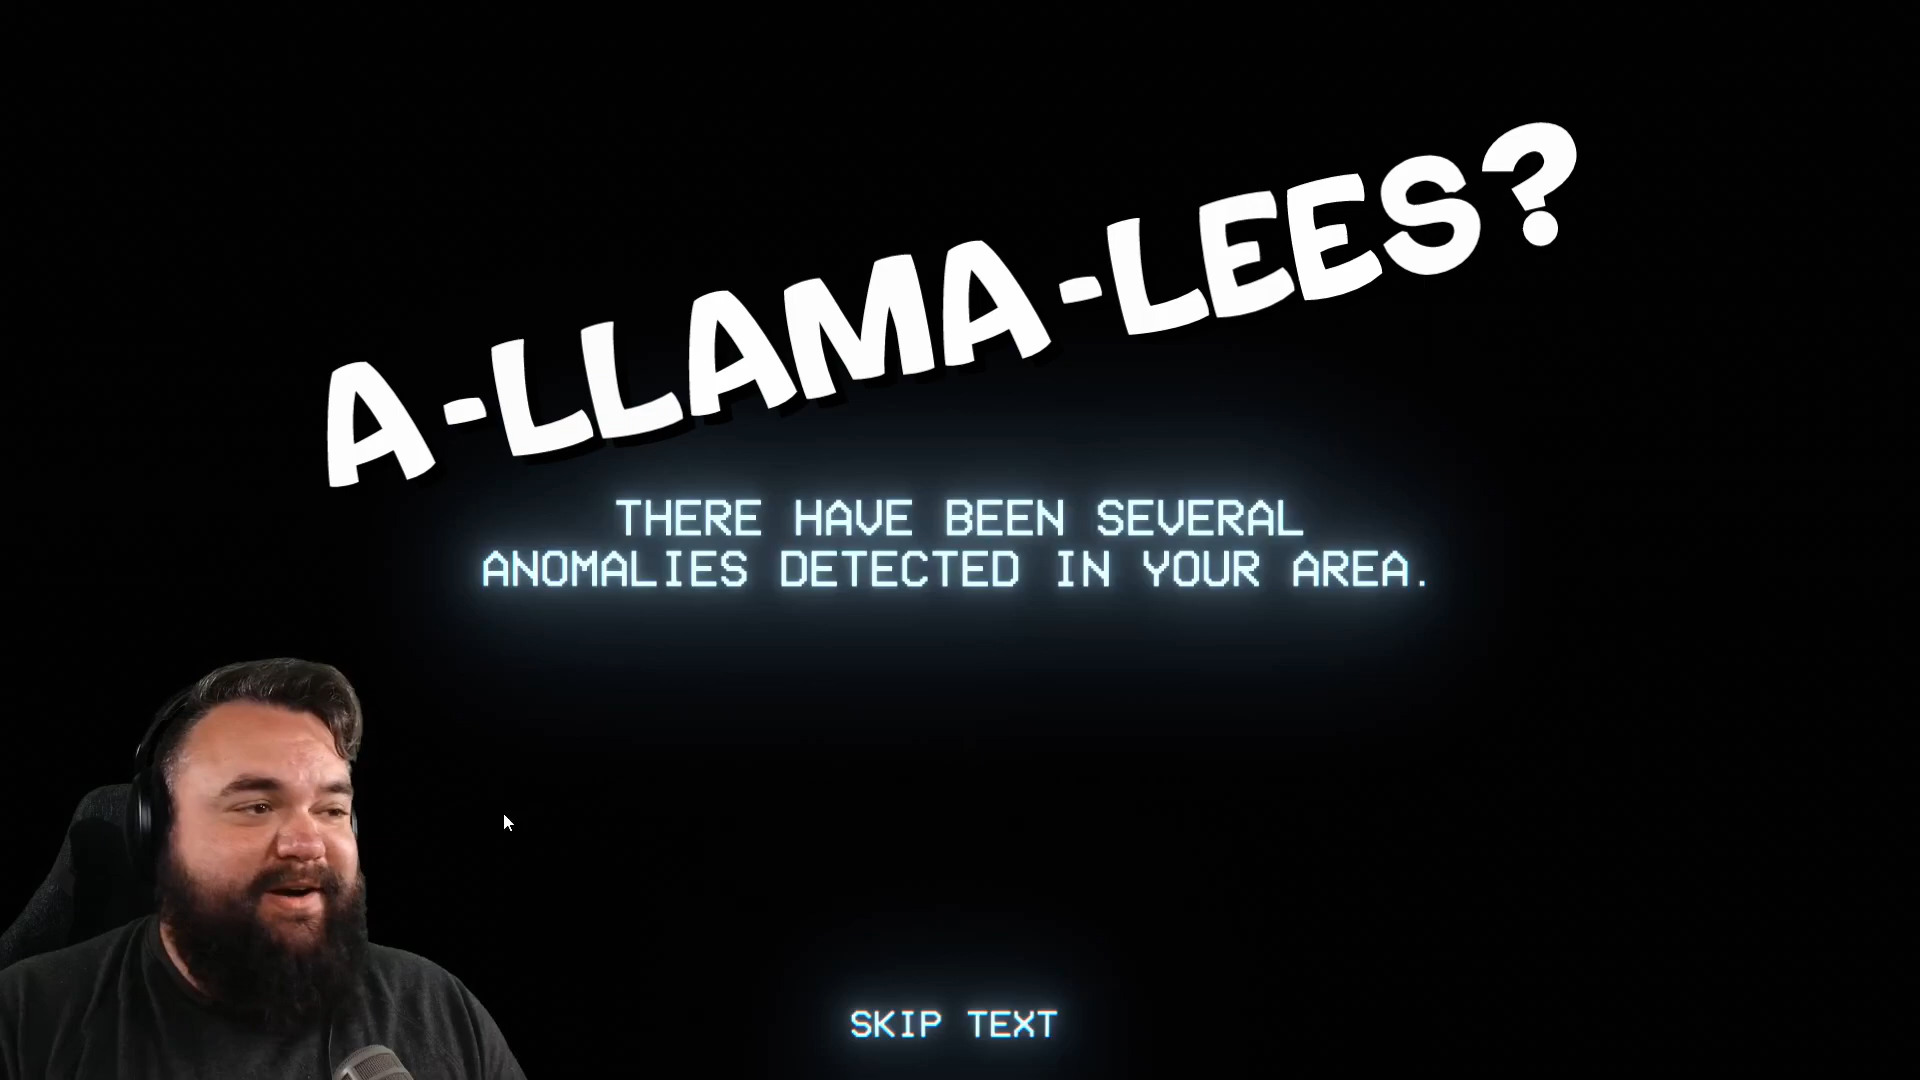 A-LLAMA-LEES?
THERE HAVE BEEN SEVERAL
ANOMALIES DETECTED IN YOUR AREA.
SKIP TEXT